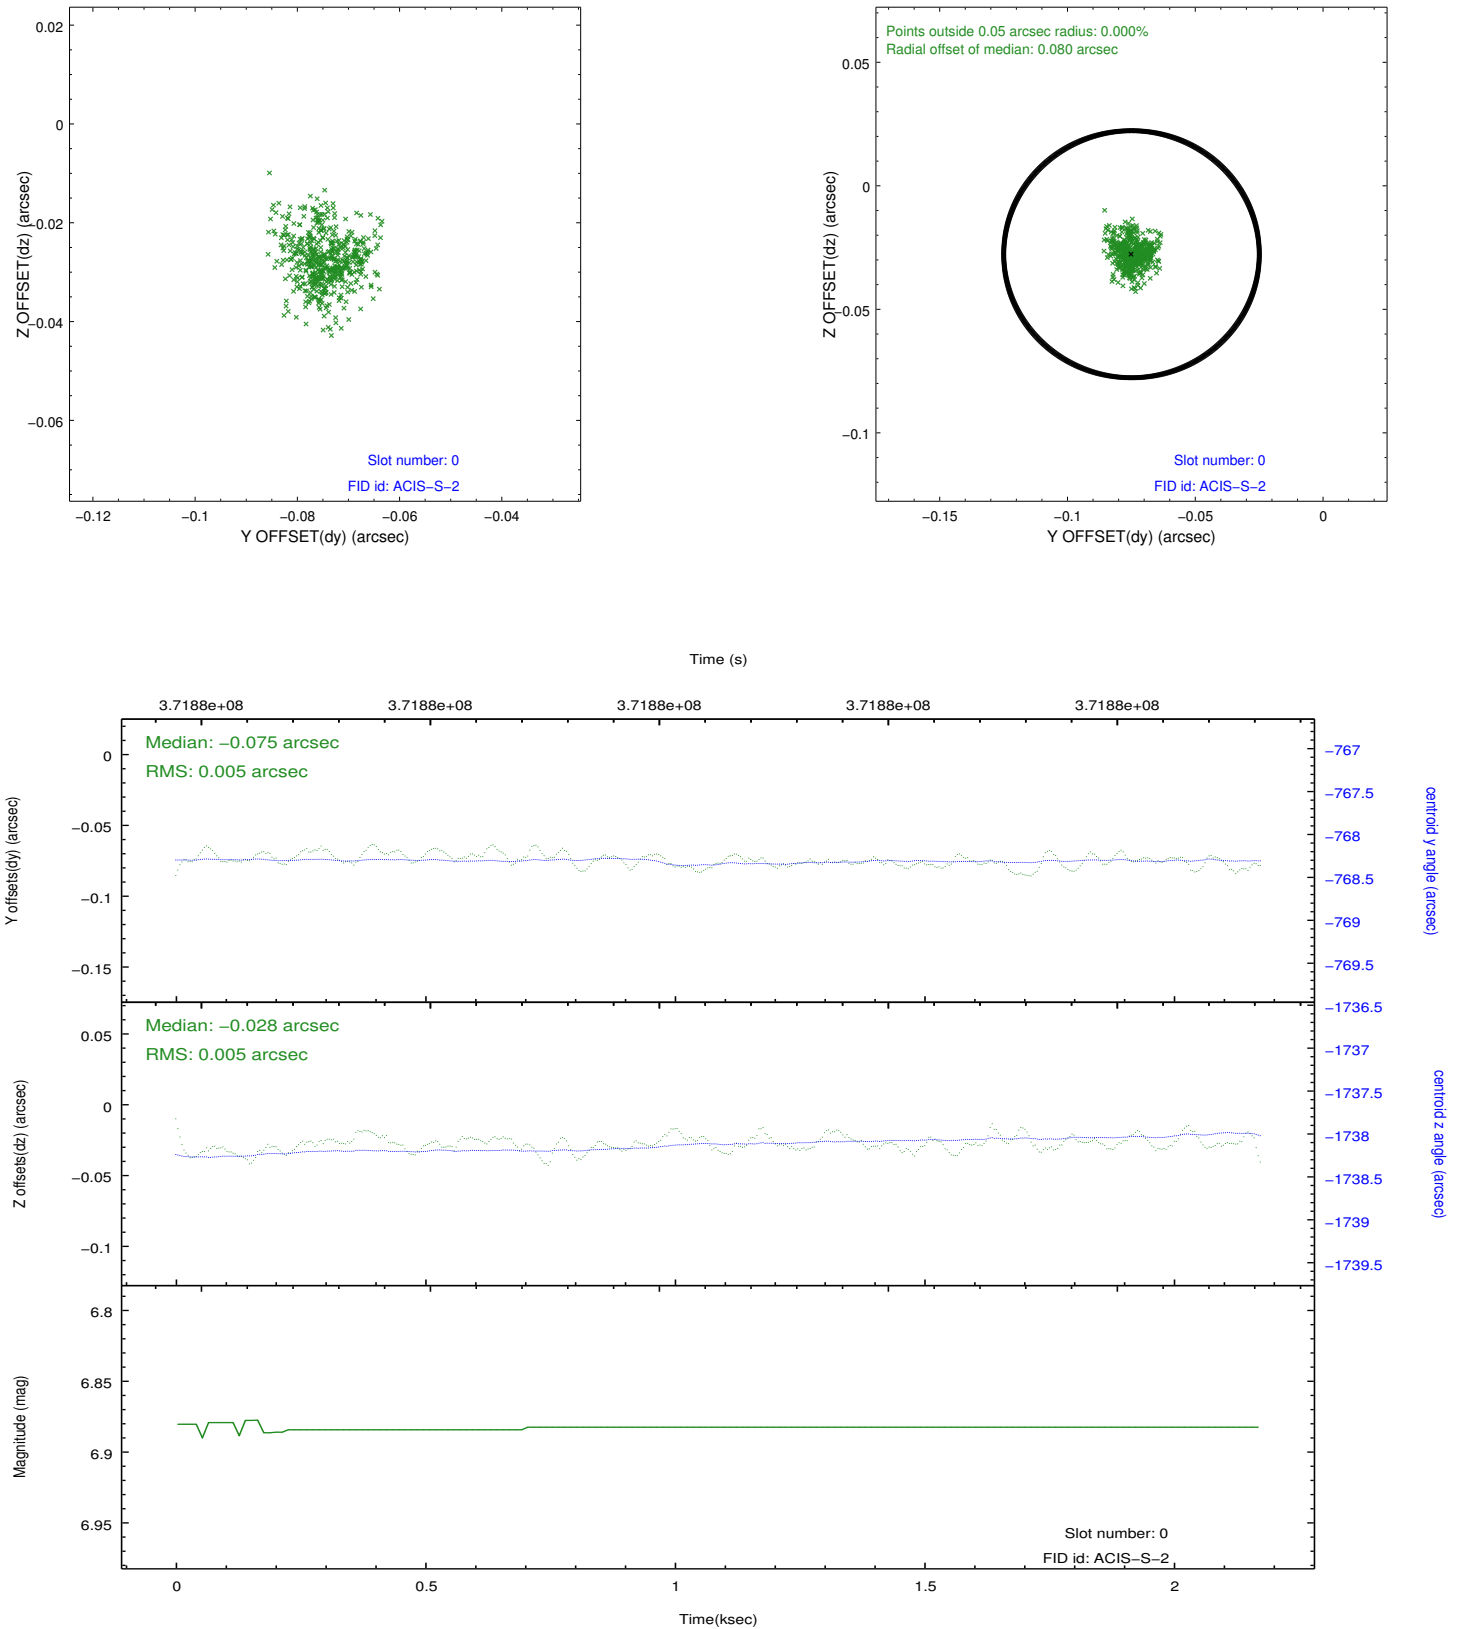 0.02
0
−0.02
−0.04
−0.06
Z OFFSET(dz) (arcsec)
Slot number: 0
FID id: ACIS−S−2
−0.12
−0.1
−0.08
−0.06
−0.04
Y OFFSET(dy) (arcsec)
Points outside 0.05 arcsec radius: 0.000%
Radial offset of median: 0.080 arcsec
0.05
0
−0.05
−0.1
Z OFFSET(dz) (arcsec)
Slot number: 0
FID id: ACIS−S−2
−0.15
−0.1
−0.05
0
Y OFFSET(dy) (arcsec)
Time (s)
3.7188e+08
3.7188e+08
3.7188e+08
3.7188e+08
3.7188e+08
Median: −0.075 arcsec
RMS: 0.005 arcsec
0
−0.05
−0.1
−0.15
Y offsets(dy) (arcsec)
−767
−767.5
−768
−768.5
−769
−769.5
centroid y angle (arcsec)
Median: −0.028 arcsec
RMS: 0.005 arcsec
0.05
0
−0.05
−0.1
Z offsets(dz) (arcsec)
−1736.5
−1737
−1737.5
−1738
−1738.5
−1739
−1739.5
centroid z angle (arcsec)
6.8
6.85
6.9
6.95
Magnitude (mag)
Slot number: 0
FID id: ACIS−S−2
0
0.5
1
1.5
2
Time(ksec)